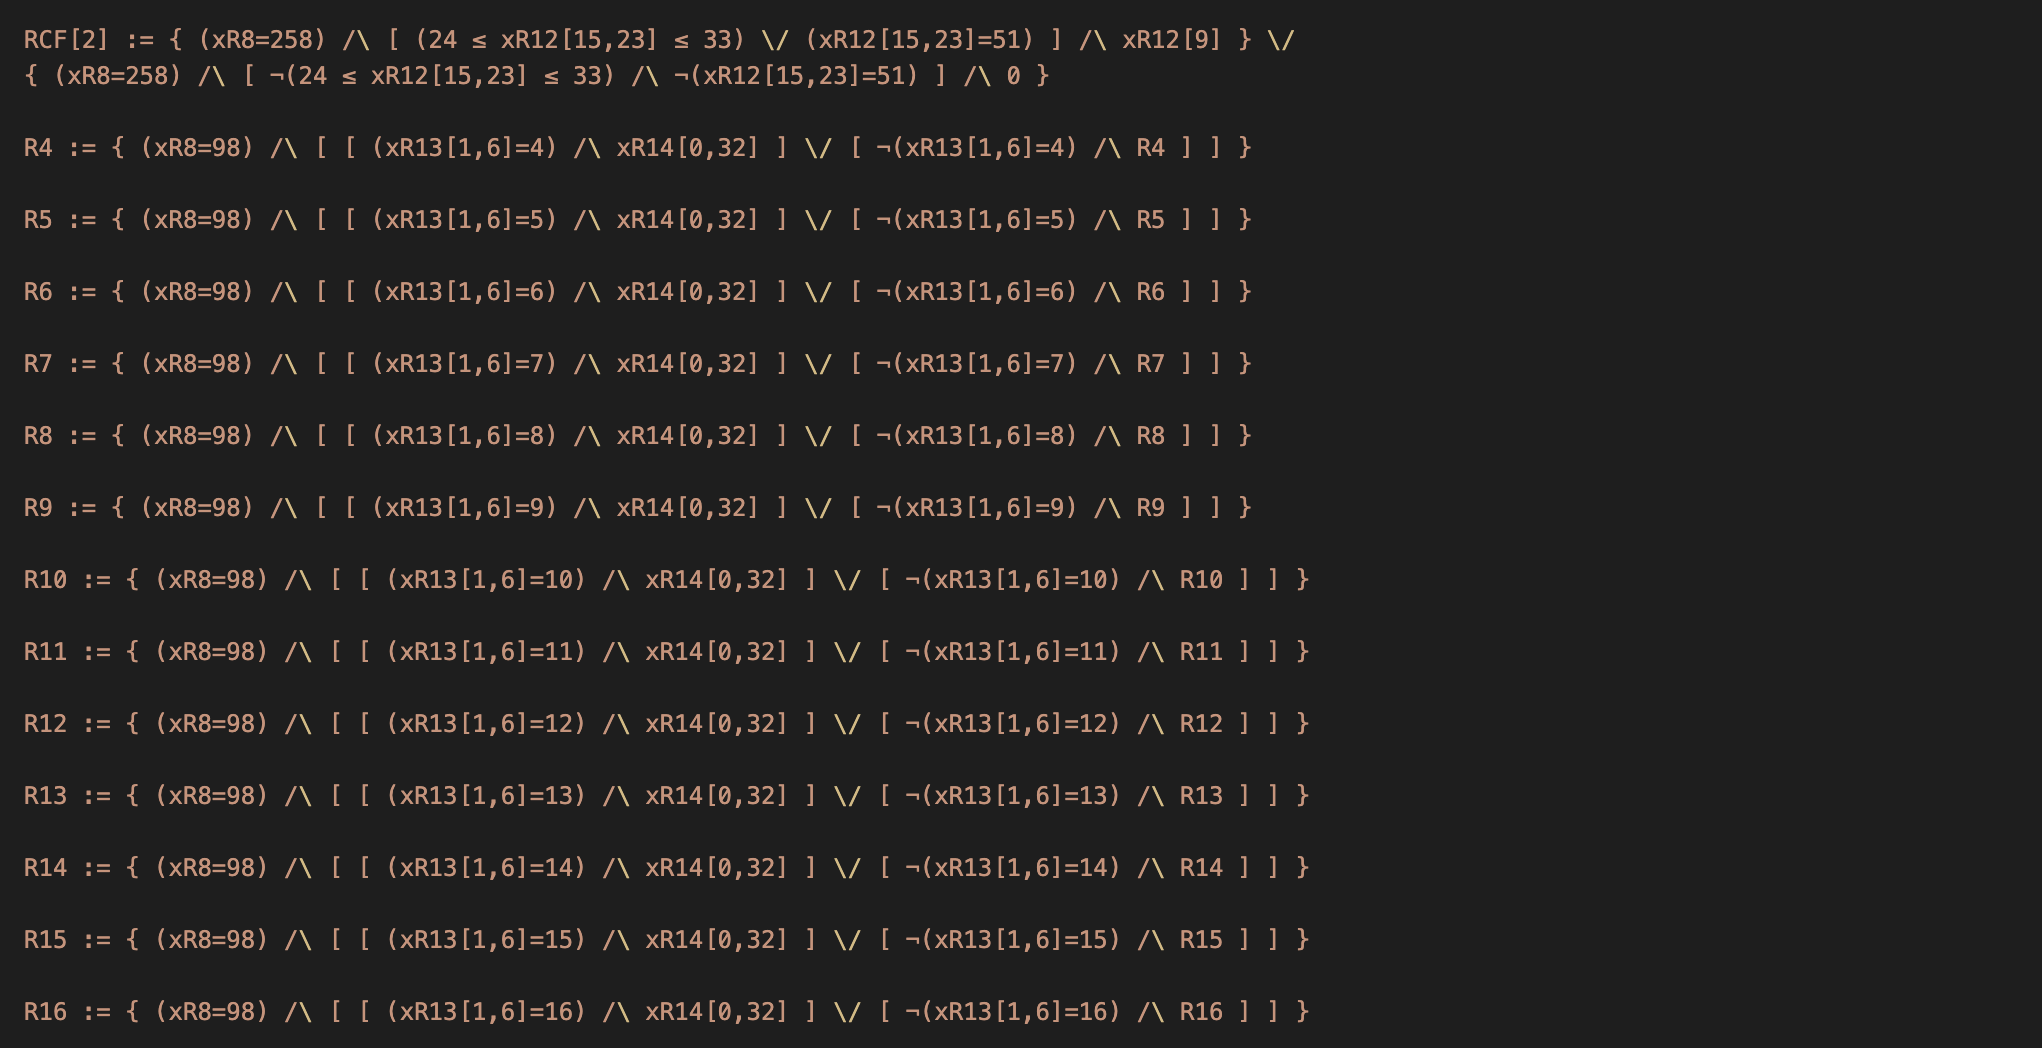 RCF[2] := { (xR8=258) /\ [ (24 ≤ xR12[15,23] ≤ 33) \/ (xR12[15,23]=51) ] /\ xR12[9] } \/
{ (xR8=258) /\ [ ¬(24 ≤ xR12[15,23] ≤ 33) /\ ¬(xR12[15,23]=51) ] /\ 0 }
R4 := { (xR8=98) /\ [ [ (xR13[1,6]=4) /\ xR14[0,32] ] \/ [ ¬(xR13[1,6]=4) /\ R4 ] ] }
R5 := { (xR8=98) /\ [ [ (xR13[1,6]=5) /\ xR14[0,32] ] \/ [ ¬(xR13[1,6]=5) /\ R5 ] ] }
R6 := { (xR8=98) /\ [ [ (xR13[1,6]=6) /\ xR14[0,32] ] \/ [ ¬(xR13[1,6]=6) /\ R6 ] ] }
R7 := { (xR8=98) /\ [ [ (xR13[1,6]=7) /\ xR14[0,32] ] \/ [ ¬(xR13[1,6]=7) /\ R7 ] ] }
R8 := { (xR8=98) /\ [ [ (xR13[1,6]=8) /\ xR14[0,32] ] \/ [ ¬(xR13[1,6]=8) /\ R8 ] ] }
R9 := { (xR8=98) /\ [ [ (xR13[1,6]=9) /\ xR14[0,32] ] \/ [ ¬(xR13[1,6]=9) /\ R9 ] ] }
R10 := { (xR8=98) /\ [ [ (xR13[1,6]=10) /\ xR14[0,32] ] \/ [ ¬(xR13[1,6]=10) /\ R10 ] ] }
R11 := { (xR8=98) /\ [ [ (xR13[1,6]=11) /\ xR14[0,32] ] \/ [ ¬(xR13[1,6]=11) /\ R11 ] ] }
R12 := { (xR8=98) /\ [ [ (xR13[1,6]=12) /\ xR14[0,32] ] \/ [ ¬(xR13[1,6]=12) /\ R12 ] ] }
R13 := { (xR8=98) /\ [ [ (xR13[1,6]=13) /\ xR14[0,32] ] \/ [ ¬(xR13[1,6]=13) /\ R13 ] ] }
R14 := { (xR8=98) /\ [ [ (xR13[1,6]=14) /\ xR14[0,32] ] \/ [ ¬(xR13[1,6]=14) /\ R14 ] ] }
R15 := { (xR8=98) /\ [ [ (xR13[1,6]=15) /\ xR14[0,32] ] \/ [ ¬(xR13[1,6]=15) /\ R15 ] ] }
R16 := { (xR8=98) /\ [ [ (xR13[1,6]=16) /\ xR14[0,32] ] \/ [ ¬(xR13[1,6]=16) /\ R16 ] ] }